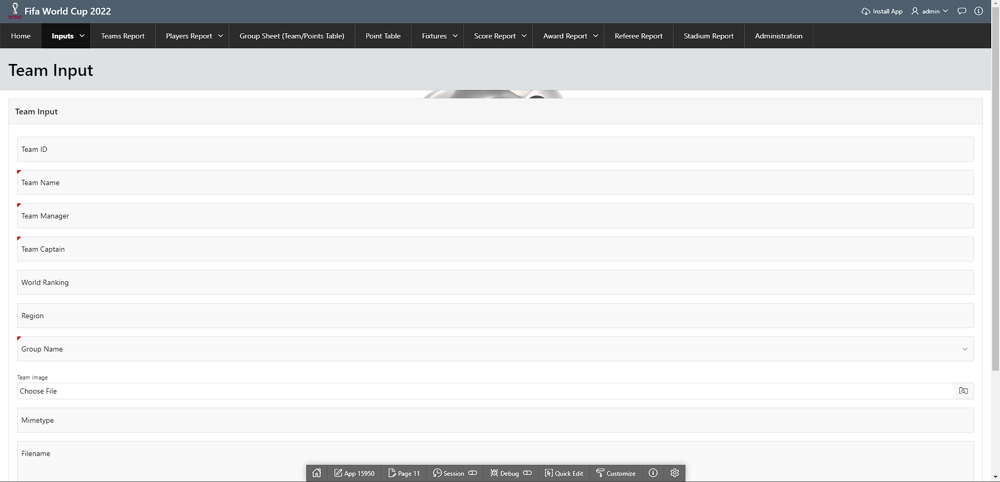 Fifa World Cup 2022
Install App admin
Home Inputs Teams Report Players Report Group Sheet (Team/Points Table) Point Table Fixtures Score Report Award Report Referee Report Stadium Report Administration
Team Input
Team Input
Team ID
Team Name
Team Manager
Team Captain
World Ranking
Region
Group Name
Team Image
Choose File
Mimetype
Filename
App 15950 Page 11 Session Debug Quick Edit Customize